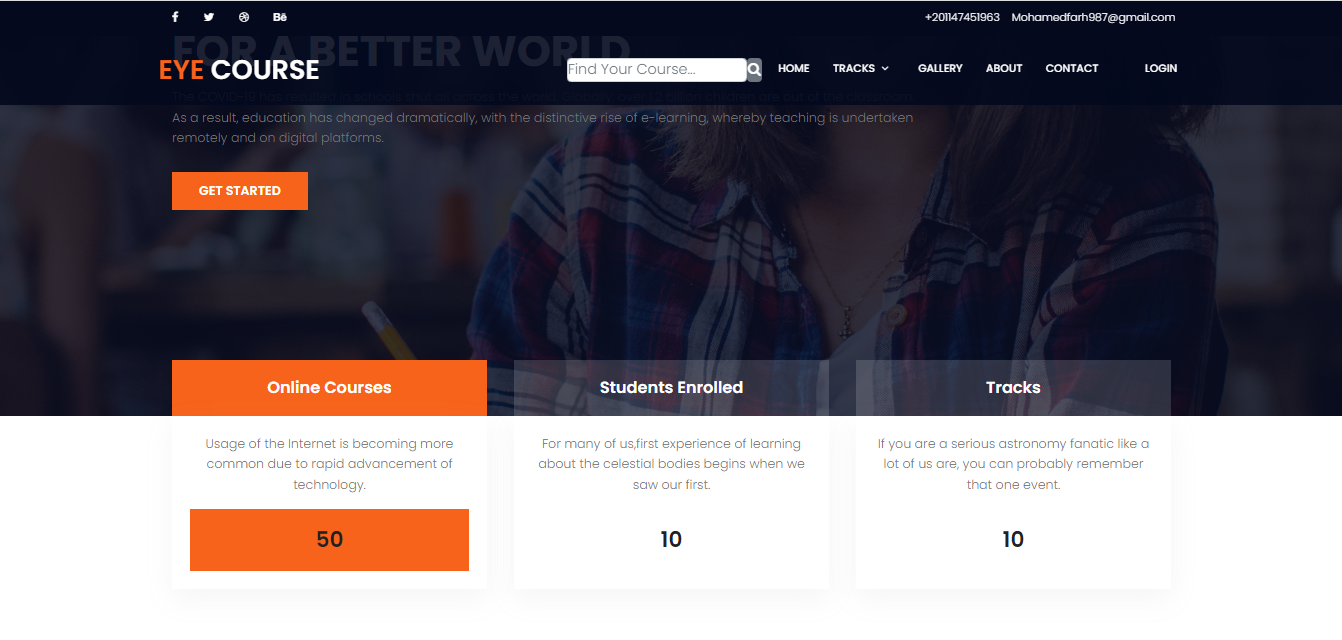 +201147451963 Mohamedfarh987@gmail.com
FOR A BETTER WORLD
EYE COURSE
Find Your Course...
HOME TRACKS GALLERY ABOUT CONTACT LOGIN
As a result, education has changed dramatically, with the distinctive rise of e-learning, whereby teaching is undertaken
remotely and on digital platforms.
GET STARTED
Online Courses
Usage of the Internet is becoming more
common due to rapid advancement of
technology.
50
Students Enrolled
For many of us,first experience of learning
about the celestial bodies begins when we
saw our first.
10
Tracks
If you are a serious astronomy fanatic like a
lot of us are, you can probably remember
that one event.
10